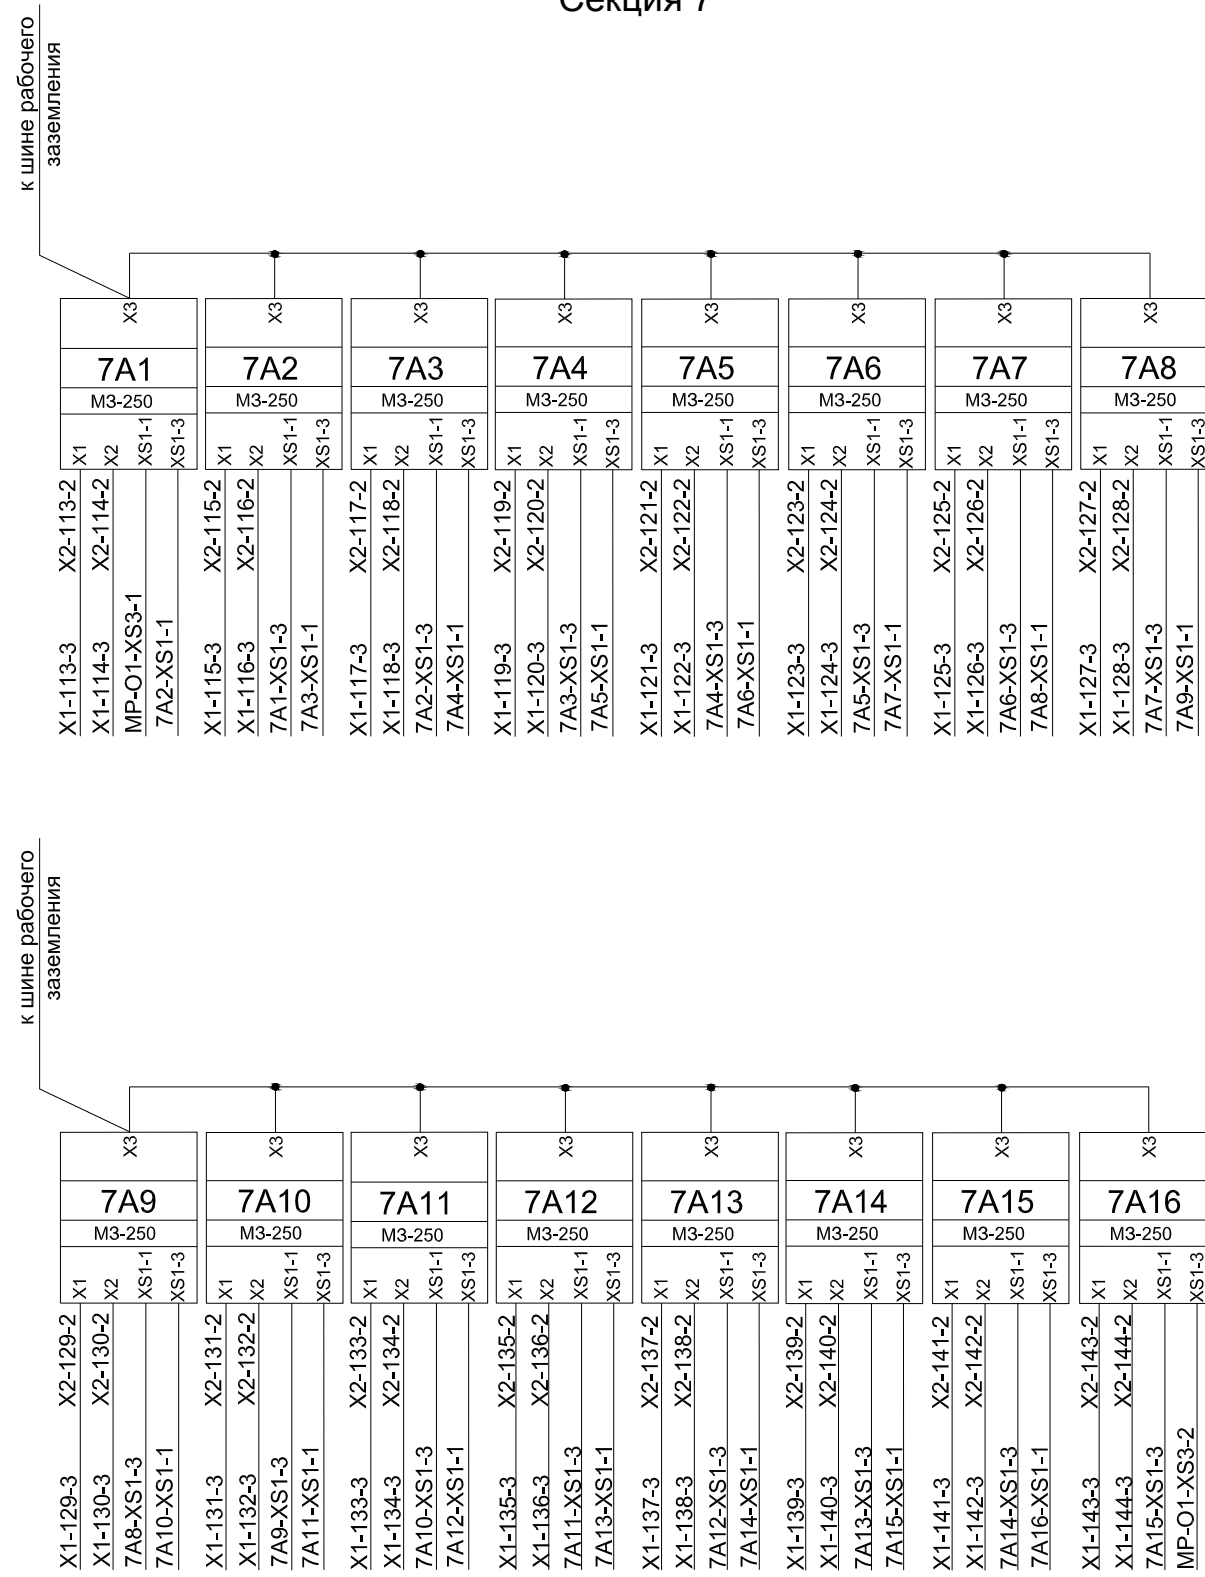 Секция 7
к шине рабочего
заземления
X3 X3 X3 X3 X3 X3 X3 X3
7A1 7A2 7A3 7A4 7A5 7A6 7A7 7A8
МЗ-250 МЗ-250 МЗ-250 МЗ-250 МЗ-250 МЗ-250 МЗ-250 МЗ-250
X1 X2 XS1-1 XS1-3 X1 X2 XS1-1 XS1-3 X1 X2 XS1-1 XS1-3 X1 X2 XS1-1 XS1-3 X1 X2 XS1-1 XS1-3 X1 X2 XS1-1 XS1-3 X1 X2 XS1-1 XS1-3 X1 X2 XS1-1 XS1-3
X2-113-2 X2-114-2 X2-115-2 X2-116-2 X2-117-2 X2-118-2 X2-119-2 X2-120-2 X2-121-2 X2-122-2 X2-123-2 X2-124-2 X2-125-2 X2-126-2 X2-127-2 X2-128-2
X1-113-3 X1-114-3 MP-O1-XS3-1 7A2-XS1-1 X1-115-3 X1-116-3 7A1-XS1-3 7A3-XS1-1 X1-117-3 X1-118-3 7A2-XS1-3 7A4-XS1-1 X1-119-3 X1-120-3 7A3-XS1-3 7A5-XS1-1 X1-121-3 X1-122-3 7A4-XS1-3 7A6-XS1-1 X1-123-3 X1-124-3 7A5-XS1-3 7A7-XS1-1 X1-125-3 X1-126-3 7A6-XS1-3 7A8-XS1-1 X1-127-3 X1-128-3 7A7-XS1-3 7A9-XS1-1
к шине рабочего
заземления
X3 X3 X3 X3 X3 X3 X3 X3
7A9 7A10 7A11 7A12 7A13 7A14 7A15 7A16
МЗ-250 МЗ-250 МЗ-250 МЗ-250 МЗ-250 МЗ-250 МЗ-250 МЗ-250
X1 X2 XS1-1 XS1-3 X1 X2 XS1-1 XS1-3 X1 X2 XS1-1 XS1-3 X1 X2 XS1-1 XS1-3 X1 X2 XS1-1 XS1-3 X1 X2 XS1-1 XS1-3 X1 X2 XS1-1 XS1-3 X1 X2 XS1-1 XS1-3
X2-129-2 X2-130-2 X2-131-2 X2-132-2 X2-133-2 X2-134-2 X2-135-2 X2-136-2 X2-137-2 X2-138-2 X2-139-2 X2-140-2 X2-141-2 X2-142-2 X2-143-2 X2-144-2
X1-129-3 X1-130-3 7A8-XS1-3 7A10-XS1-1 X1-131-3 X1-132-3 7A9-XS1-3 7A11-XS1-1 X1-133-3 X1-134-3 7A10-XS1-3 7A12-XS1-1 X1-135-3 X1-136-3 7A11-XS1-3 7A13-XS1-1 X1-137-3 X1-138-3 7A12-XS1-3 7A14-XS1-1 X1-139-3 X1-140-3 7A13-XS1-3 7A15-XS1-1 X1-141-3 X1-142-3 7A14-XS1-3 7A16-XS1-1 X1-143-3 X1-144-3 7A15-XS1-3 MP-O1-XS3-2